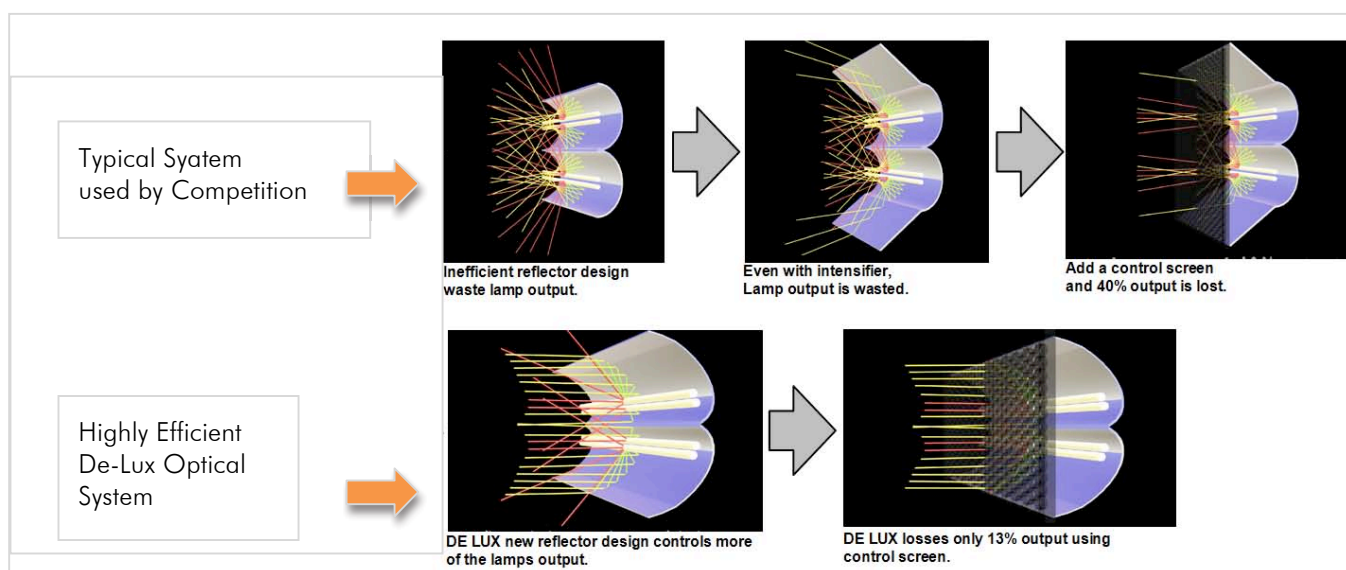 Typical Syatem
used by Competition
Inefficient reflector design
waste lamp output.
Even with intensifier,
Lamp output is wasted.
Add a control screen
and 40% output is lost.
Highly Efficient
De-Lux Optical
System
DE LUX new reflector design controls more
of the lamps output.
DE LUX losses only 13% output using
control screen.